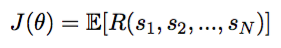 J(θ) = 𝔼[R(s₁, s₂, ..., s_N)]